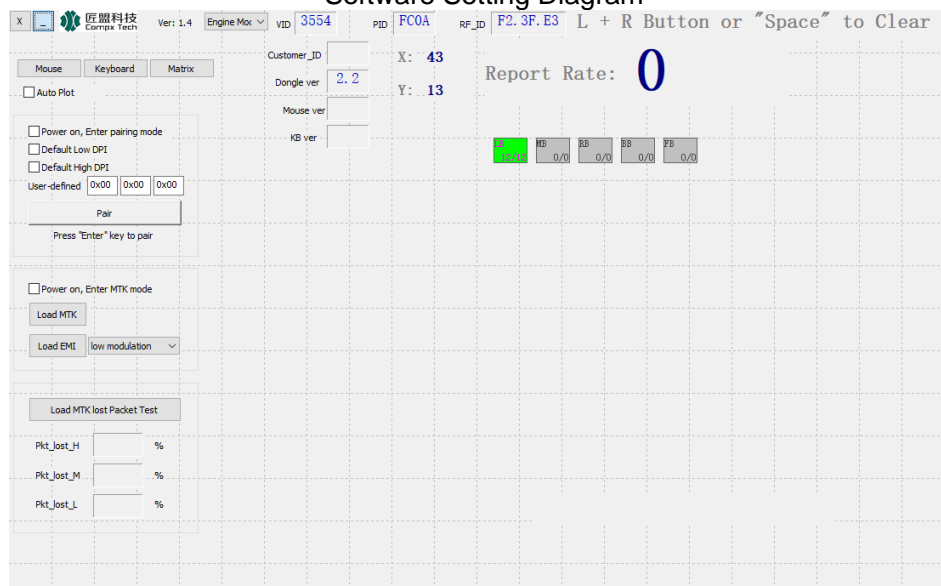 Software Setting Diagram
X _ 匠盟科技 Compx Tech Ver: 1.4 Engine Moc VID 3554 PID FC0A RF_ID F2.3F.E3 L + R Button or "Space" to Clear
Customer_ID X: 43
Mouse Keyboard Matrix Dongle ver 2.2 Report Rate: 0
Auto Plot Y: 13
Mouse ver
Power on, Enter pairing mode KB ver
LB MB RB BB FB
12/12 0/0 0/0 0/0 0/0
Default Low DPI
Default High DPI
User-defined 0x00 0x00 0x00
Pair
Press "Enter" key to pair
Power on, Enter MTK mode
Load MTK
Load EMI low modulation
Load MTK lost Packet Test
Pkt_lost_H %
Pkt_lost_M %
Pkt_lost_L %